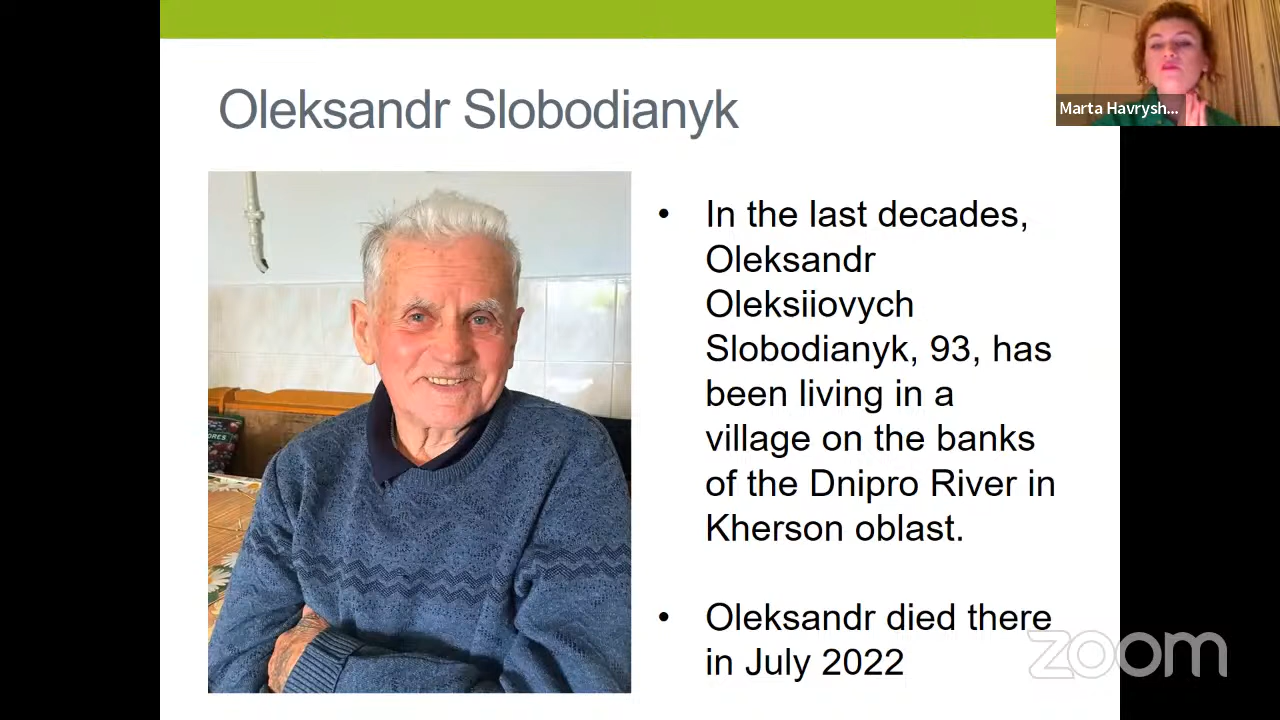 Oleksandr Slobodianyk
Marta Havrysh...
• In the last decades,
Oleksandr
Oleksiiovych
Slobodianyk, 93, has
been living in a
village on the banks
of the Dnipro River in
Kherson oblast.
• Oleksandr died there
in July 2022
zoom